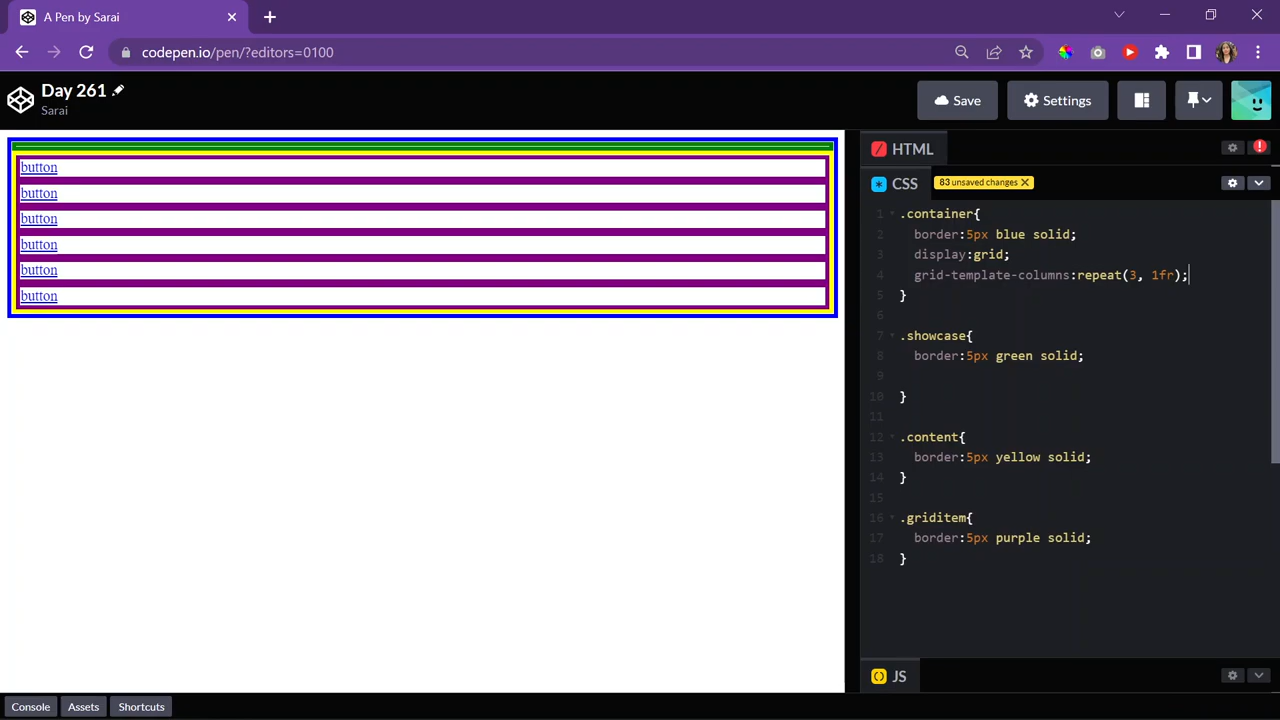 A Pen by Sarai
codepen.io/pen/?editors=0100
Day 261
Sarai
Save
Settings
button
button
button
button
button
button
HTML
CSS
83 unsaved changes
1 .container{
2 border:5px blue solid;
3 display:grid;
4 grid-template-columns:repeat(3, 1fr);
5 }
6
7 .showcase{
8 border:5px green solid;
9
10 }
11
12 .content{
13 border:5px yellow solid;
14 }
15
16 .griditem{
17 border:5px purple solid;
18 }
JS
Console Assets Shortcuts